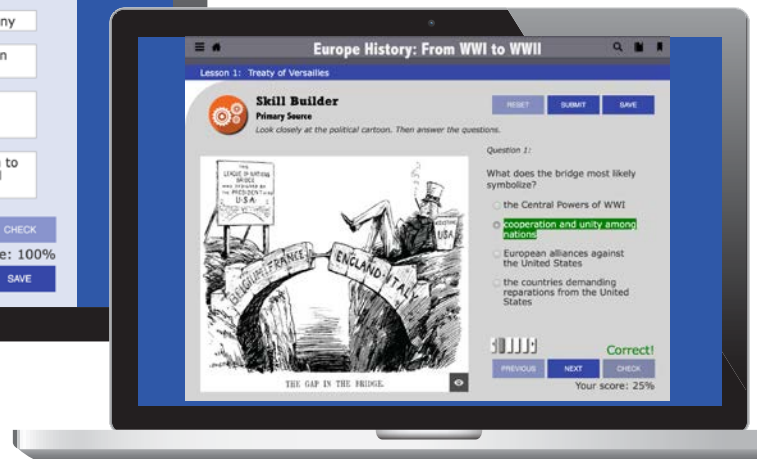 ny
n
n to
CHECK
e: 100%
SAVE
Europe History: From WWI to WWII
Lesson 1: Treaty of Versailles
Skill Builder
Primary Source
Look closely at the political cartoon. Then answer the questions.
RESET
SUBMIT
SAVE
THIS
LEAGUE OF NATIONS
BRIDGE
WAS DESIGNED BY
THE PRESIDENT OF THE
U.S.A.
KEYSTONE
USA
BELGIUM
FRANCE
ENGLAND
ITALY
THE GAP IN THE BRIDGE.
Question 1:
What does the bridge most likely
symbolize?
the Central Powers of WWI
cooperation and unity among
nations
European alliances against
the United States
the countries demanding
reparations from the United
States
Correct!
PREVIOUS
NEXT
CHECK
Your score: 25%